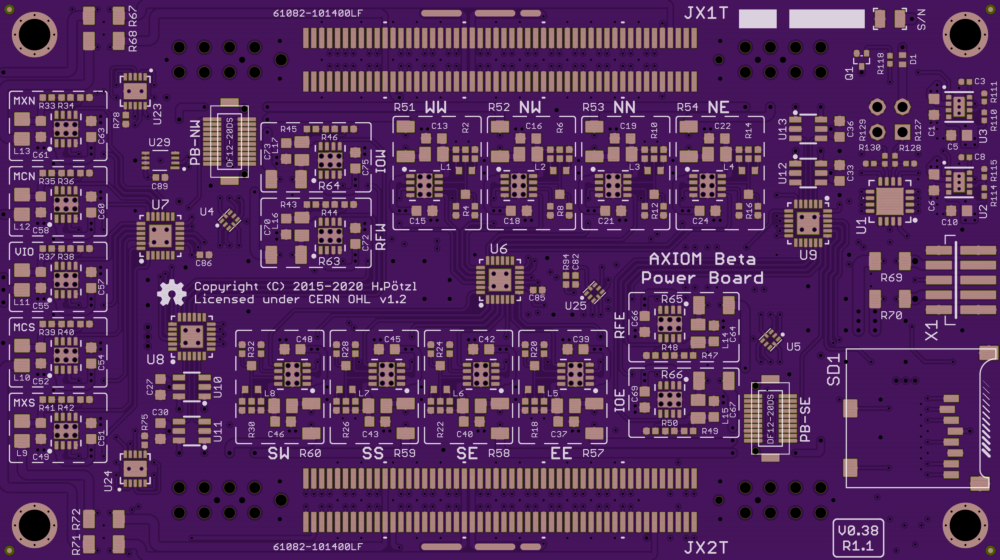 R67
R68
61082-101400LF
JX1T
S/N
Q1
R118
D1
C3
R111
C1
U3
R110
C5
R129
R127
R130
R128
C8
R115
C6
U2
R114
C10
U1
MXN
R33 R34
L13
C61
C63
U23
R78
PB-NW
DF12-20DS
U29
C89
R45
R46
C73
L17
C75
R64
IOW
R43
R44
C70
L16
C72
R63
RFW
R51
WW
C13
R2
L1
R4
C15
R52
NW
C16
R6
L2
R8
C18
R53
NN
C19
R10
L3
R12
C21
R54
NE
C22
R14
L4
R16
C24
U13
C36
U12
C33
U9
MCN
R35 R36
L12
C58
C60
U7
U4
C86
VIO
R37 R38
L11
C55
C57
Copyright (C) 2015-2020 H.Pötzl
Licensed under CERN OHL v1.2
U6
C85
R94
C82
U25
AXIOM Beta
Power Board
R69
R70
X1
MCS
R39 R40
L10
C52
C54
U8
RFE
R65
C66
C64
L14
R48
R47
U5
SD1
MXS
R41 R42
L9
C49
C51
C27
U10
C30
U11
R75
U24
R32
C48
L8
R30
C46
SW
R60
R28
C45
L7
R26
C43
SS
R59
R24
C42
L6
R22
C40
SE
R58
R20
C39
L5
R18
C37
EE
R57
IOE
R66
C69
L15
C67
R50
R49
DF12-20DS
PB-SE
R72
R71
61082-101400LF
JX2T
V0.38
R1.1